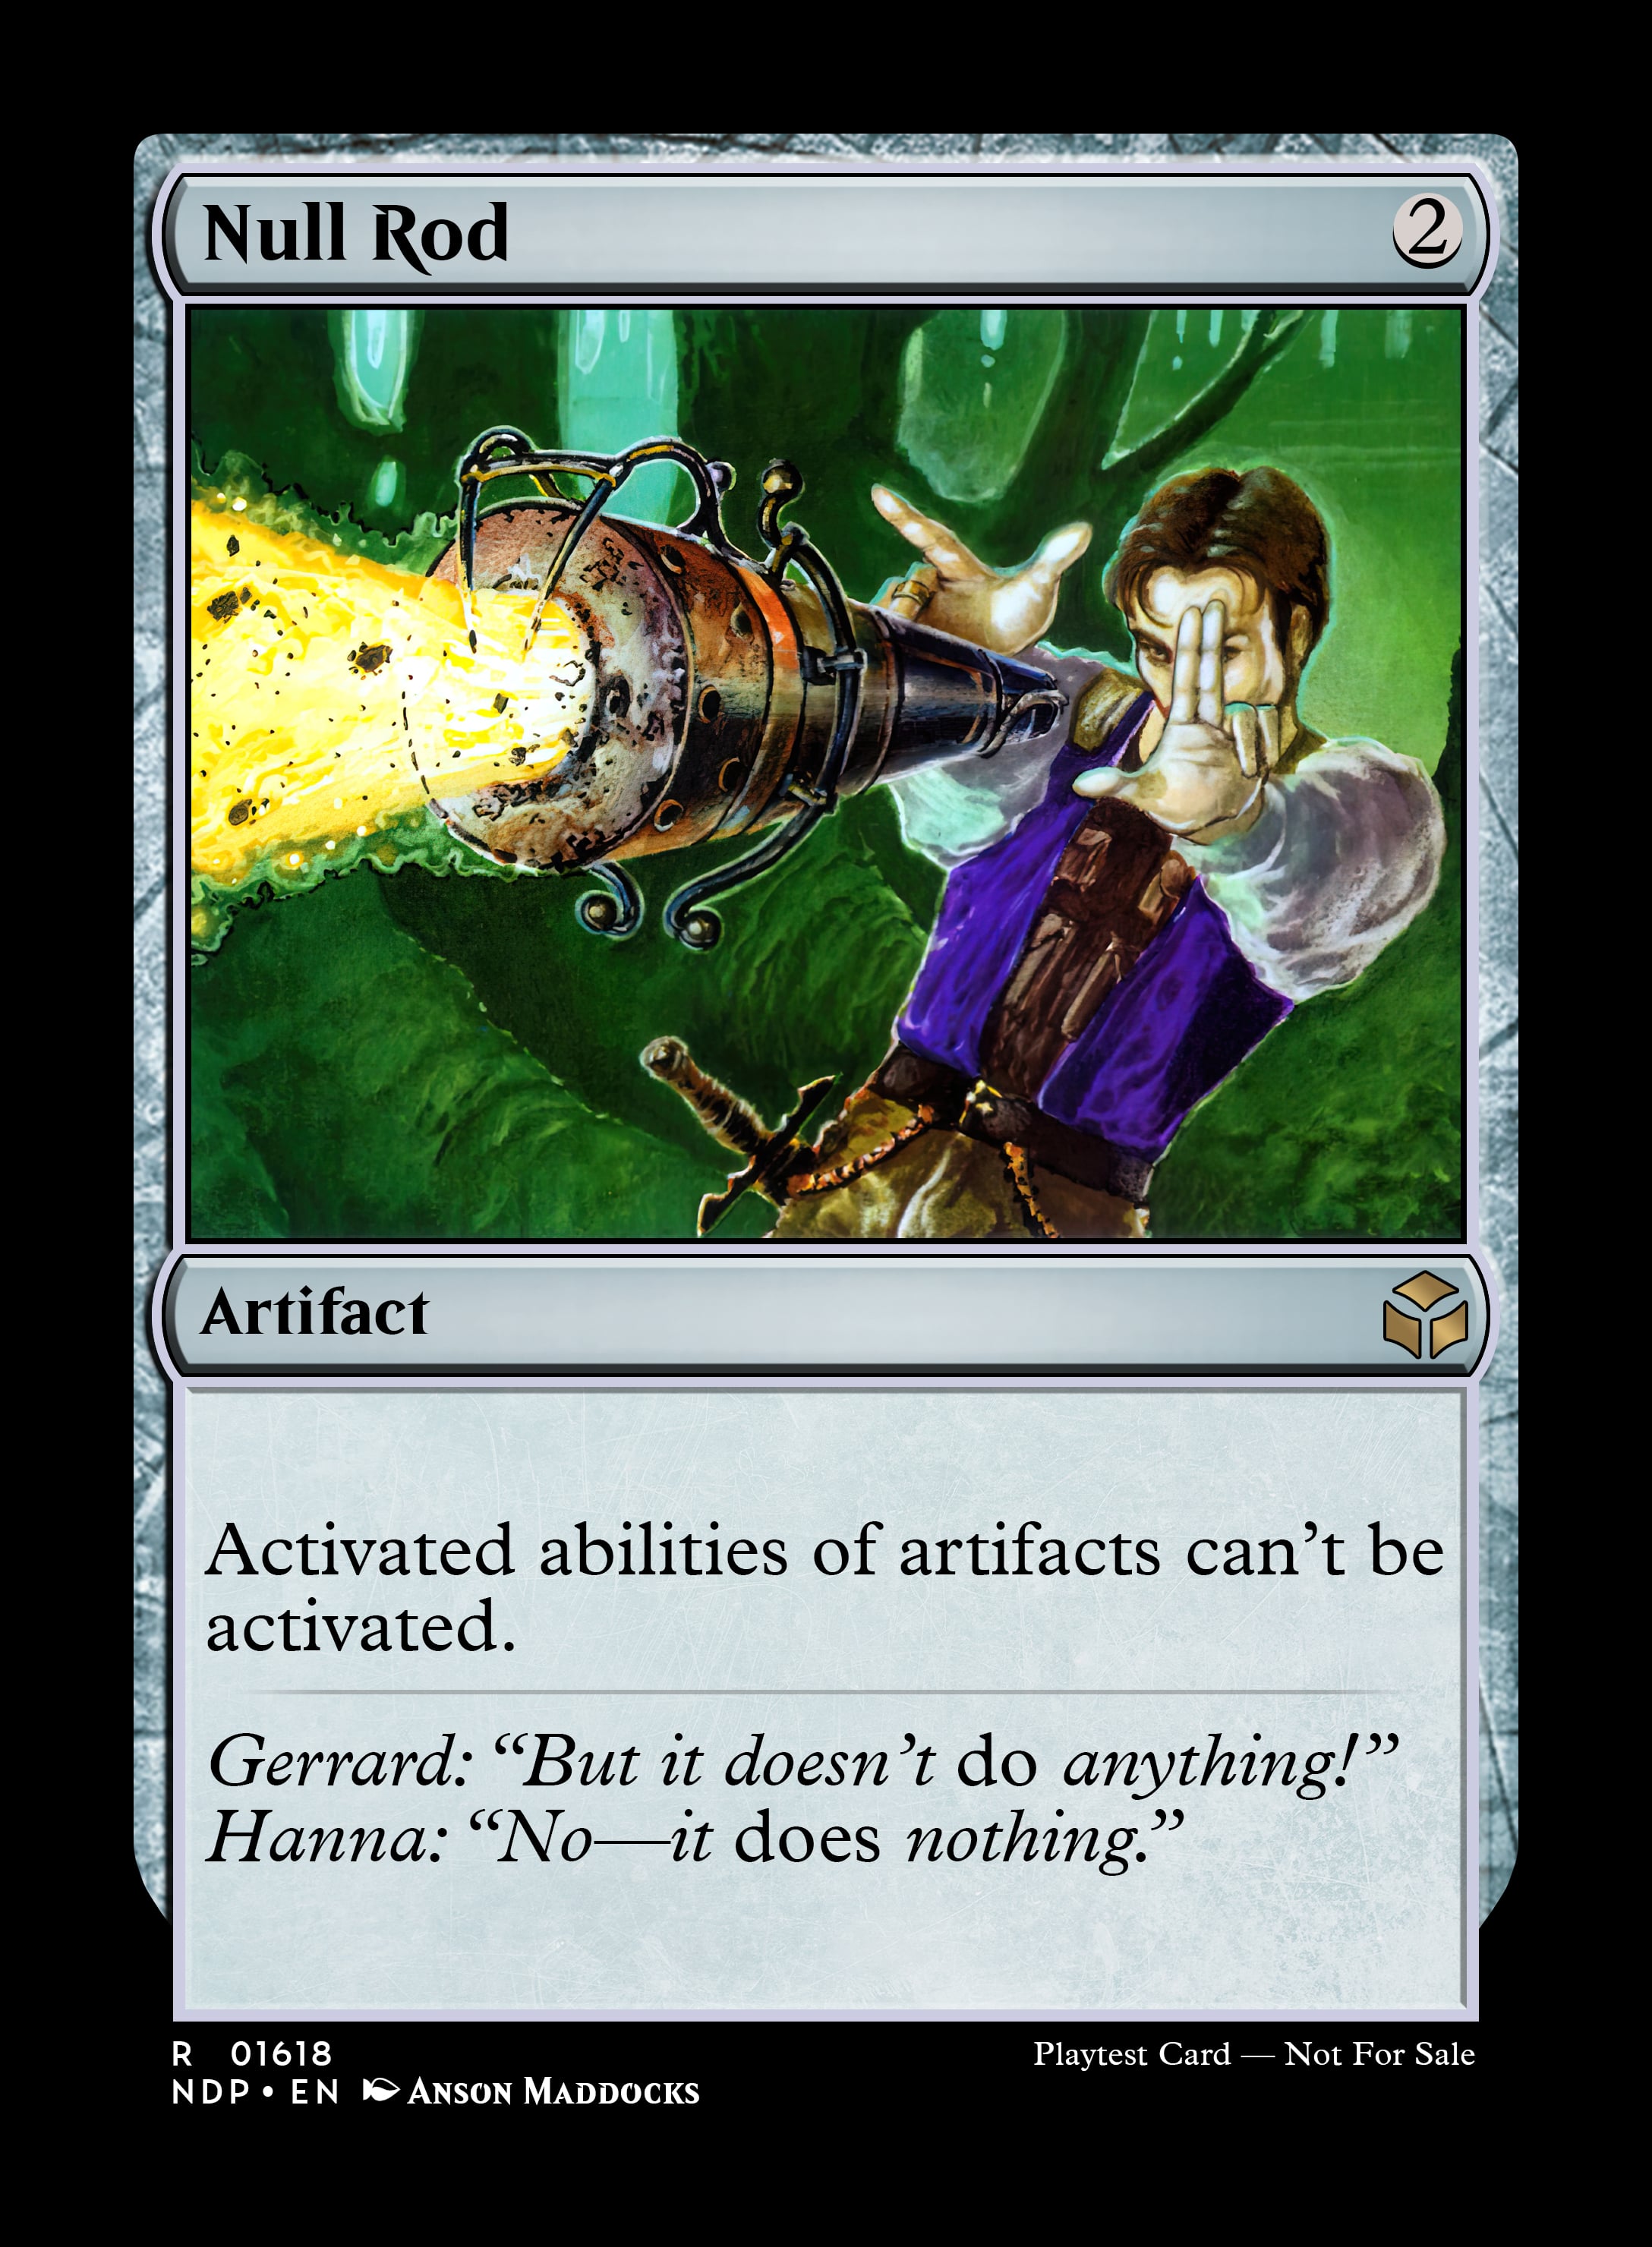 Null Rod 2
Artifact
Activated abilities of artifacts can’t be
activated.
Gerrard: “But it doesn’t do anything!”
Hanna: “No—it does nothing.”
R 01618
Playtest Card — Not For Sale
NDP • EN Anson Maddocks